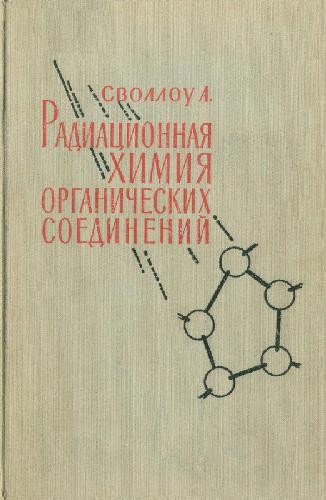 СВОЛЛОУ А.
РАДИАЦИОННАЯ
ХИМИЯ
ОРГАНИЧЕСКИХ
СОЕДИНЕНИЙ